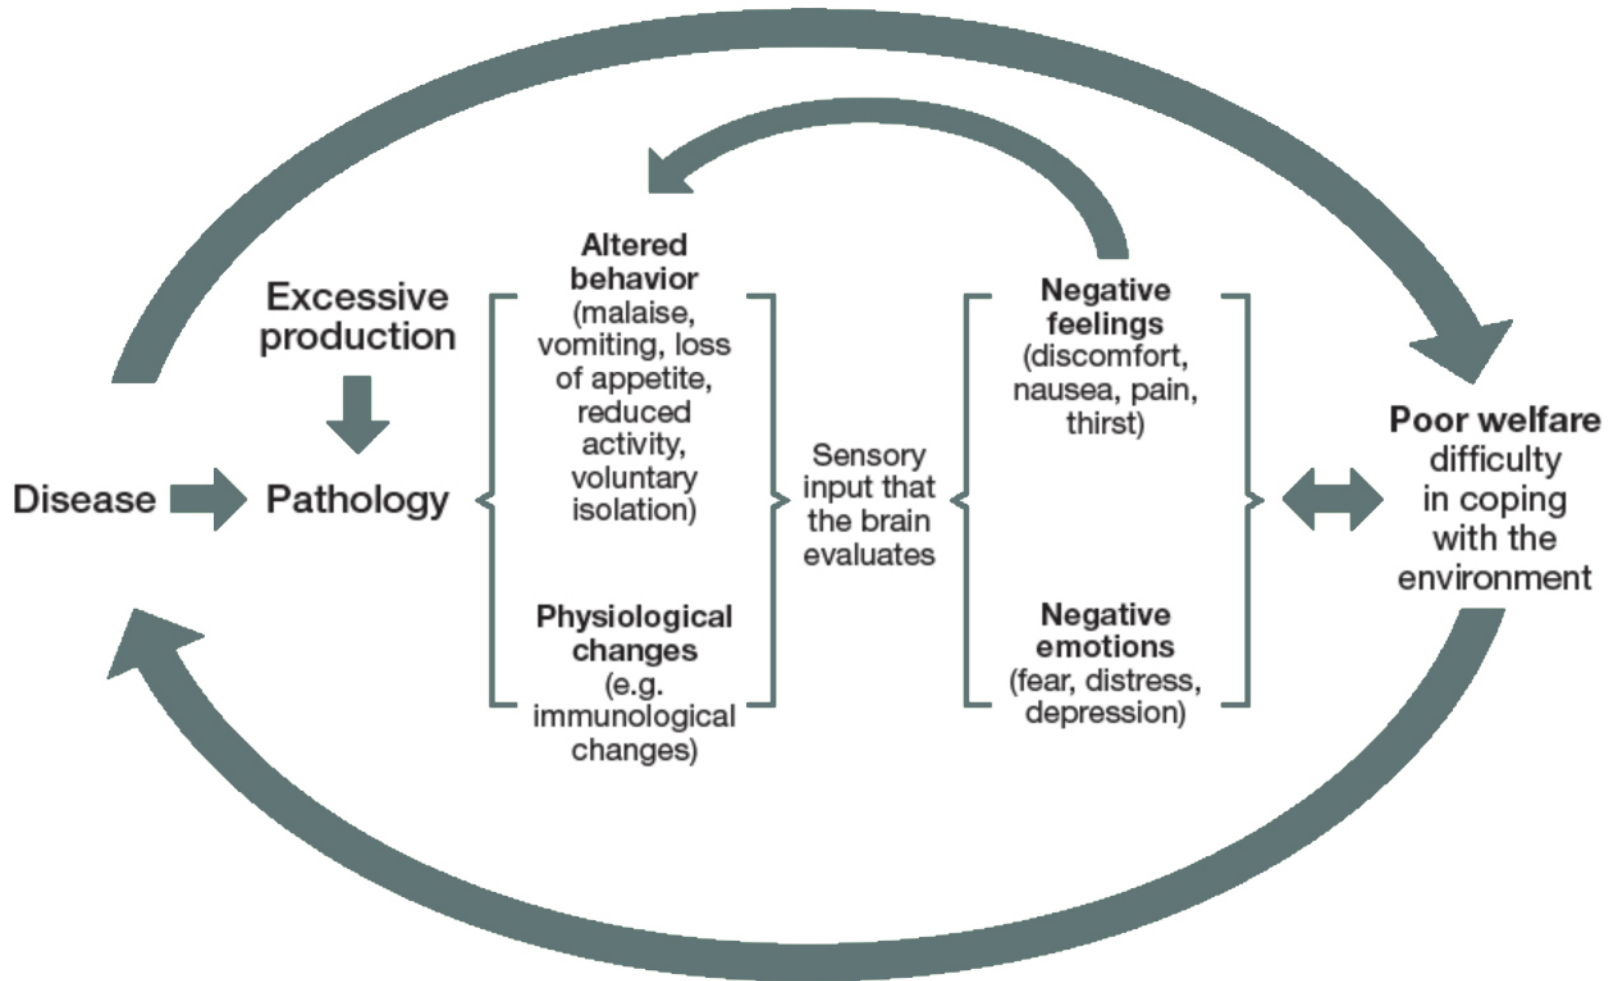 Disease
Excessive
production
Pathology
Altered
behavior
(malaise,
vomiting, loss
of appetite,
reduced
activity,
voluntary
isolation)
Physiological
changes
(e.g.
immunological
changes)
Sensory
input that
the brain
evaluates
Negative
feelings
(discomfort,
nausea, pain,
thirst)
Negative
emotions
(fear, distress,
depression)
Poor welfare
difficulty
in coping
with the
environment